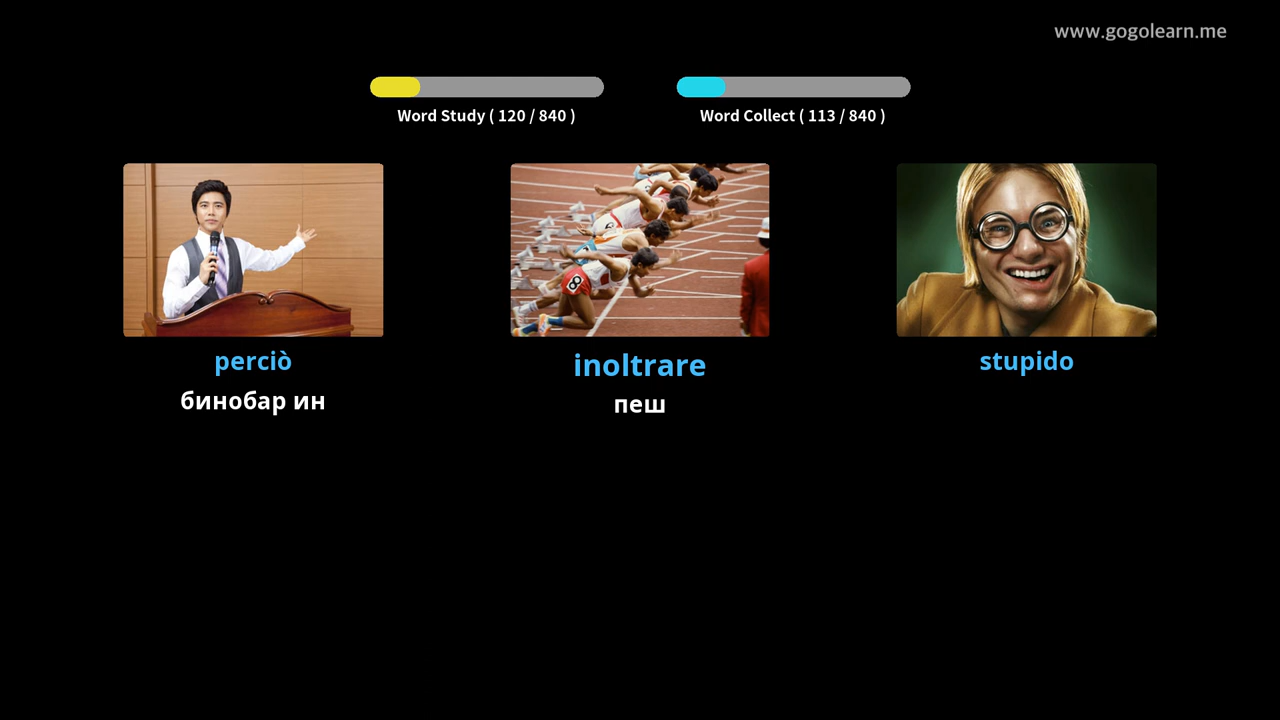 www.gogolearn.me
Word Study ( 120 / 840 )
Word Collect ( 113 / 840 )
perciò
inoltrare
stupido
бинобар ин
пеш